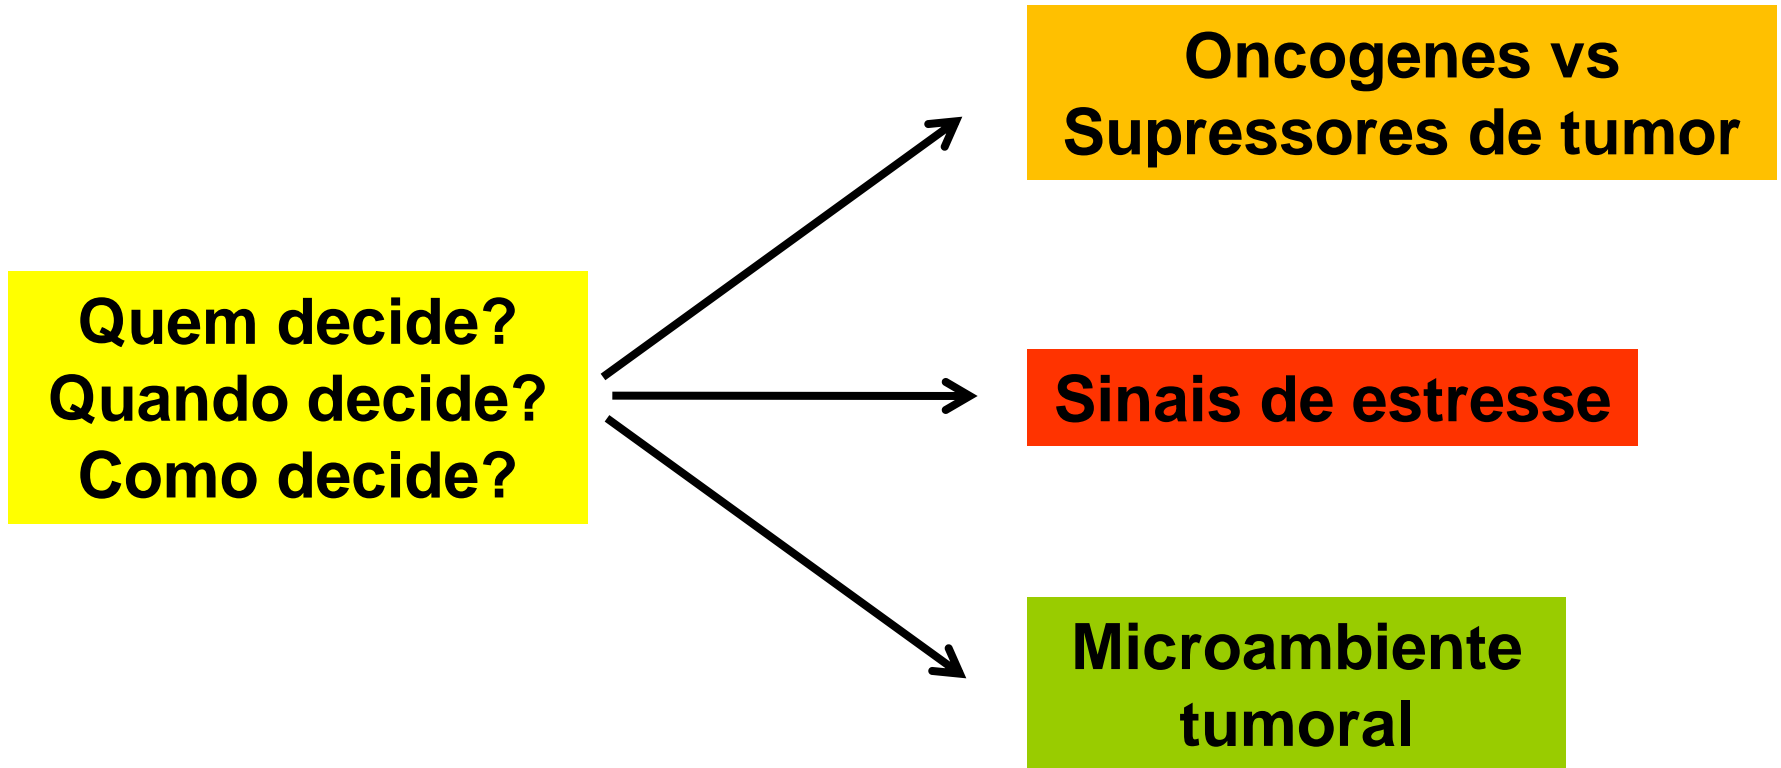 Quem decide?
Quando decide?
Como decide?
Oncogenes vs
Supressores de tumor
Sinais de estresse
Microambiente
tumoral